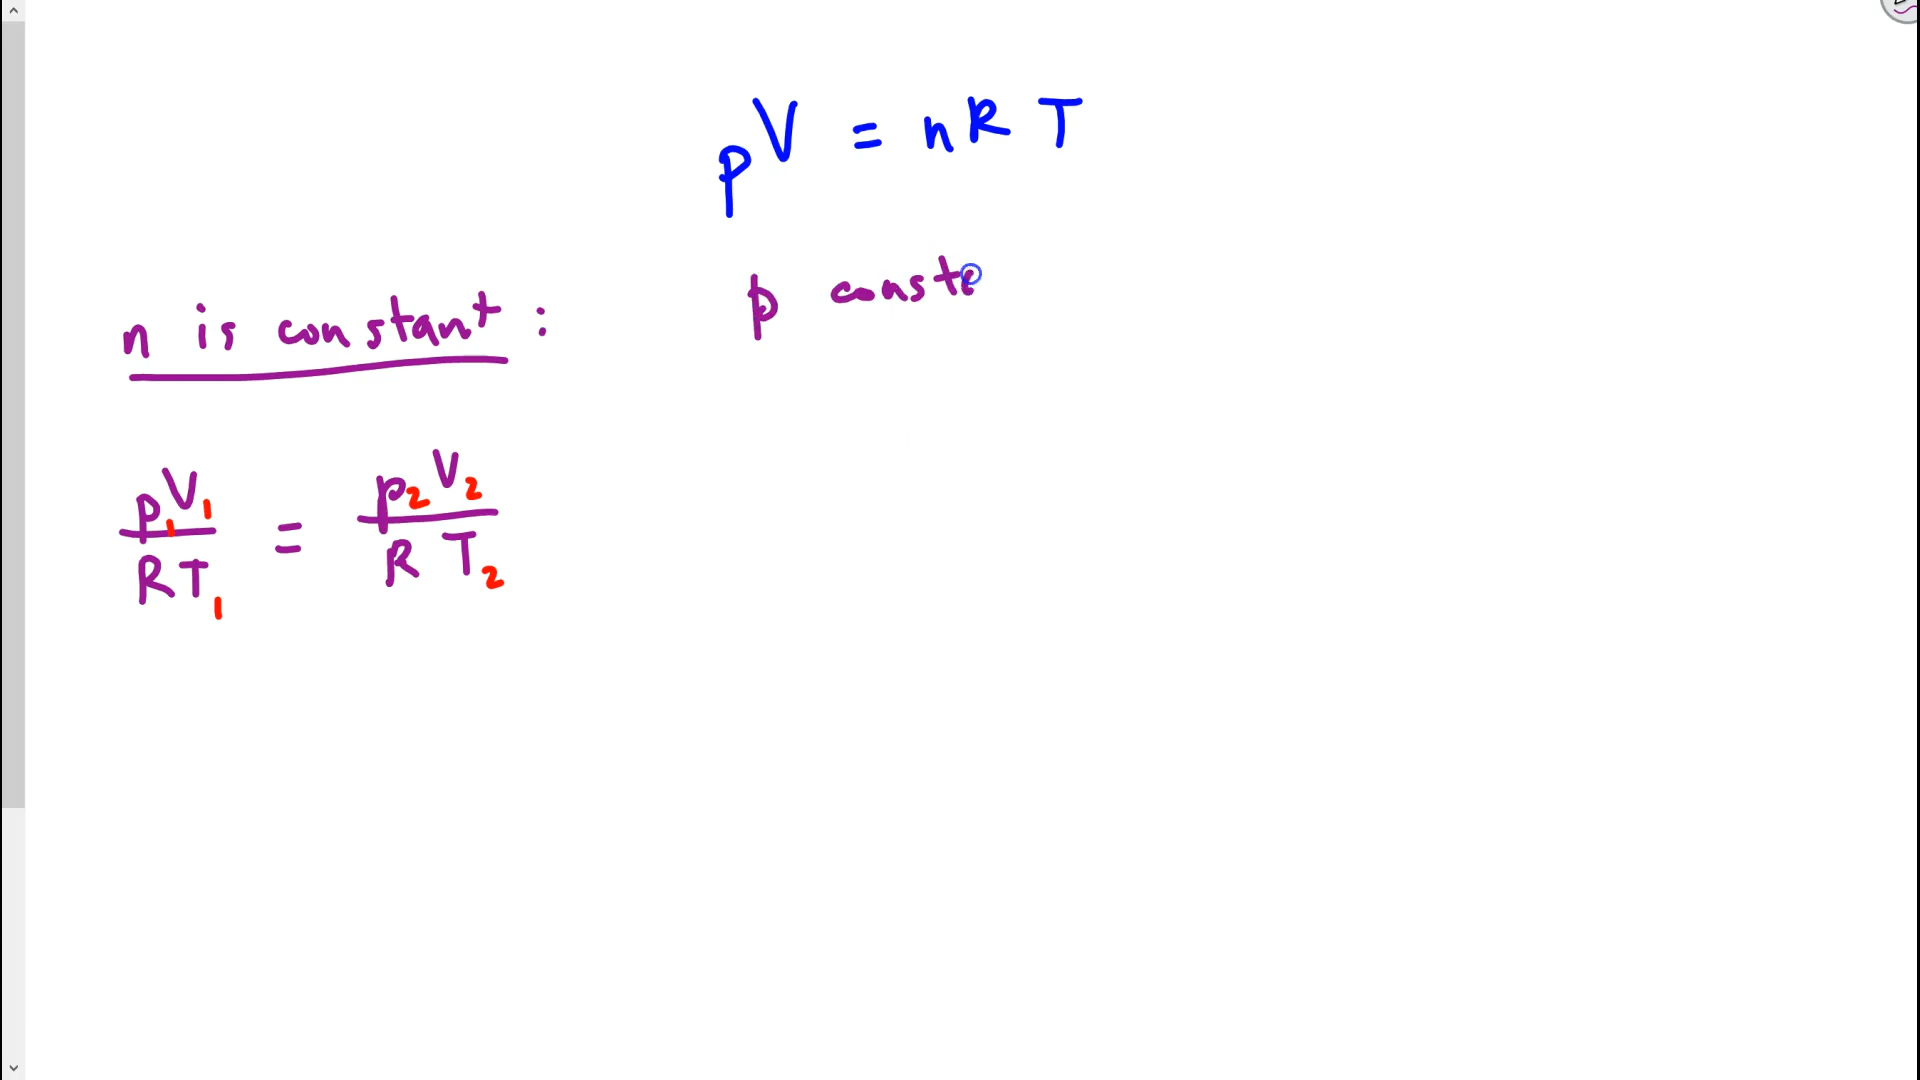 pV = nRT
p const
n is constant :
p₁V₁ / RT₁ = p₂V₂ / RT₂